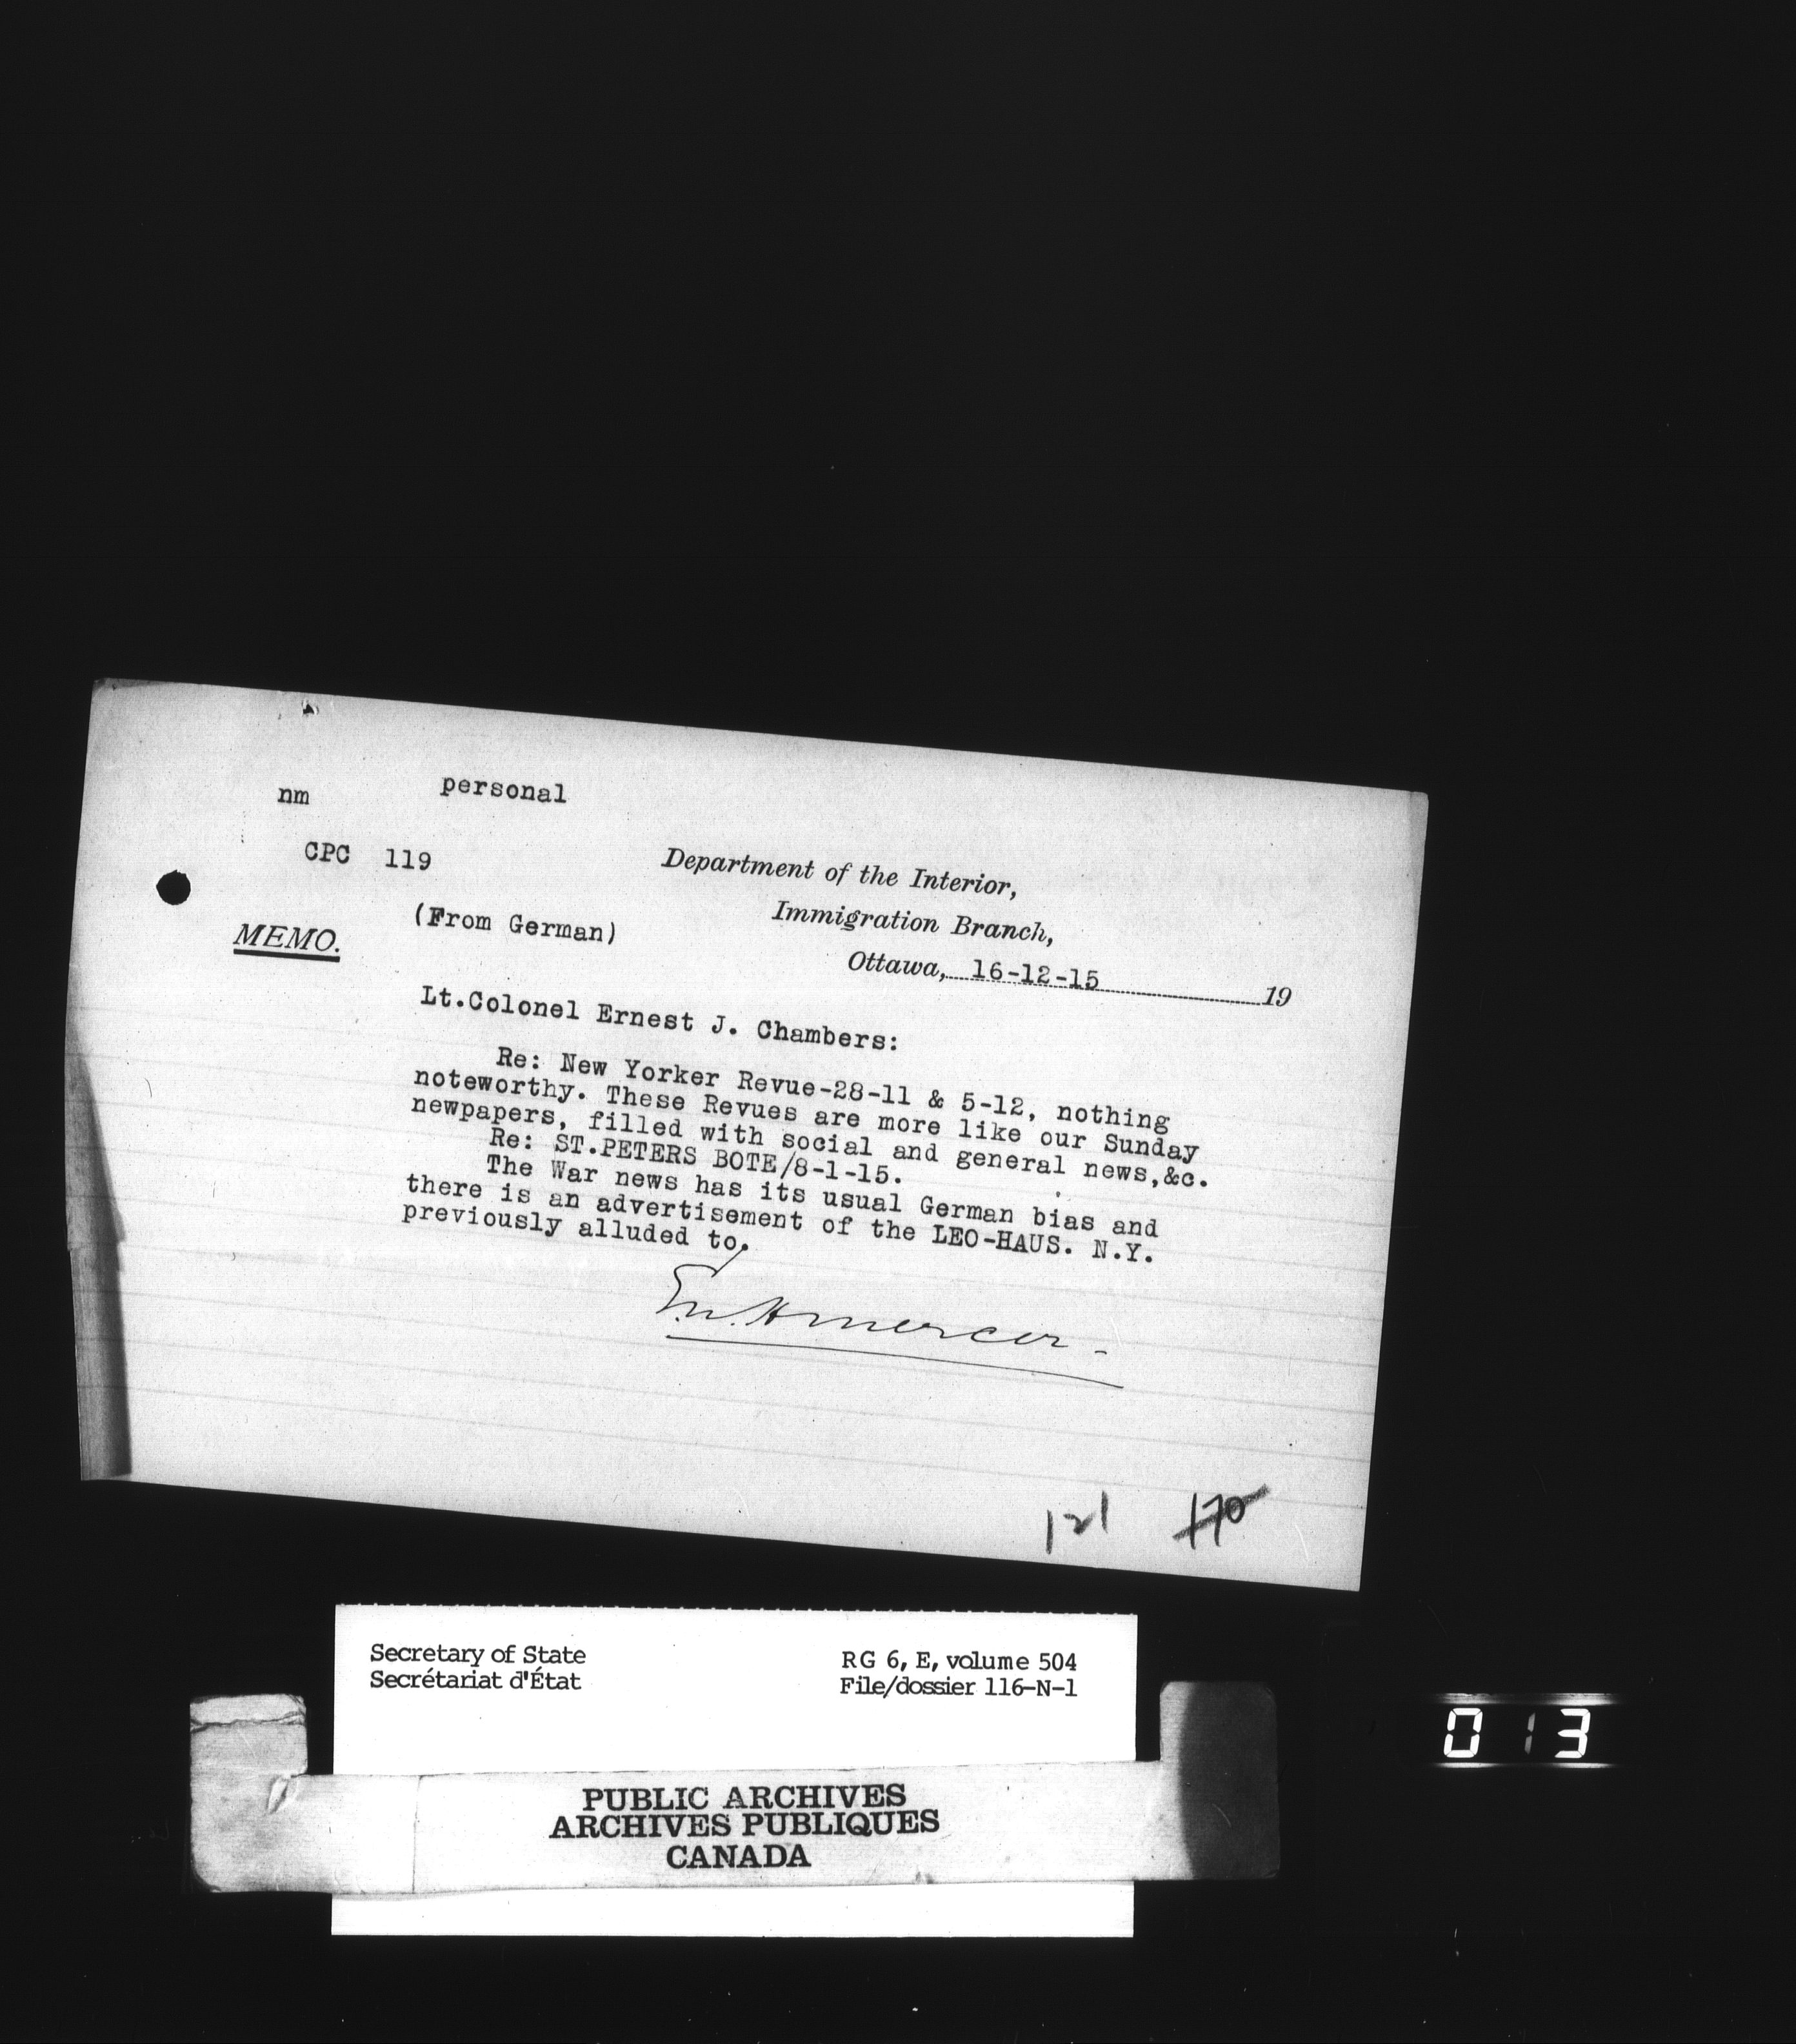 nm personal
CPC 119
Department of the Interior,
(From German)
Immigration Branch,
MEMO.
Ottawa, 16-12-15 19
Lt.Colonel Ernest J. Chambers:
Re: New Yorker Revue-28-11 & 5-12, nothing
noteworthy. These Revues are more like our Sunday
newpapers, filled with social and general news,&c.
Re: ST.PETERS BOTE/8-1-15.
The War news has its usual German bias and
there is an advertisement of the LEO-HAUS. N.Y.
previously alluded to.
121 170
Secretary of State
Secrétariat d'État
RG 6, E, volume 504
File/dossier 116-N-1
PUBLIC ARCHIVES
ARCHIVES PUBLIQUES
CANADA
013